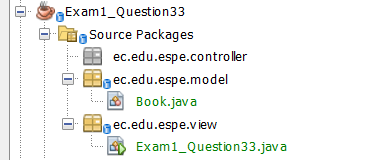 Exam1_Question33
Source Packages
ec.edu.espe.controller
ec.edu.espe.model
Book.java
ec.edu.espe.view
Exam1_Question33.java